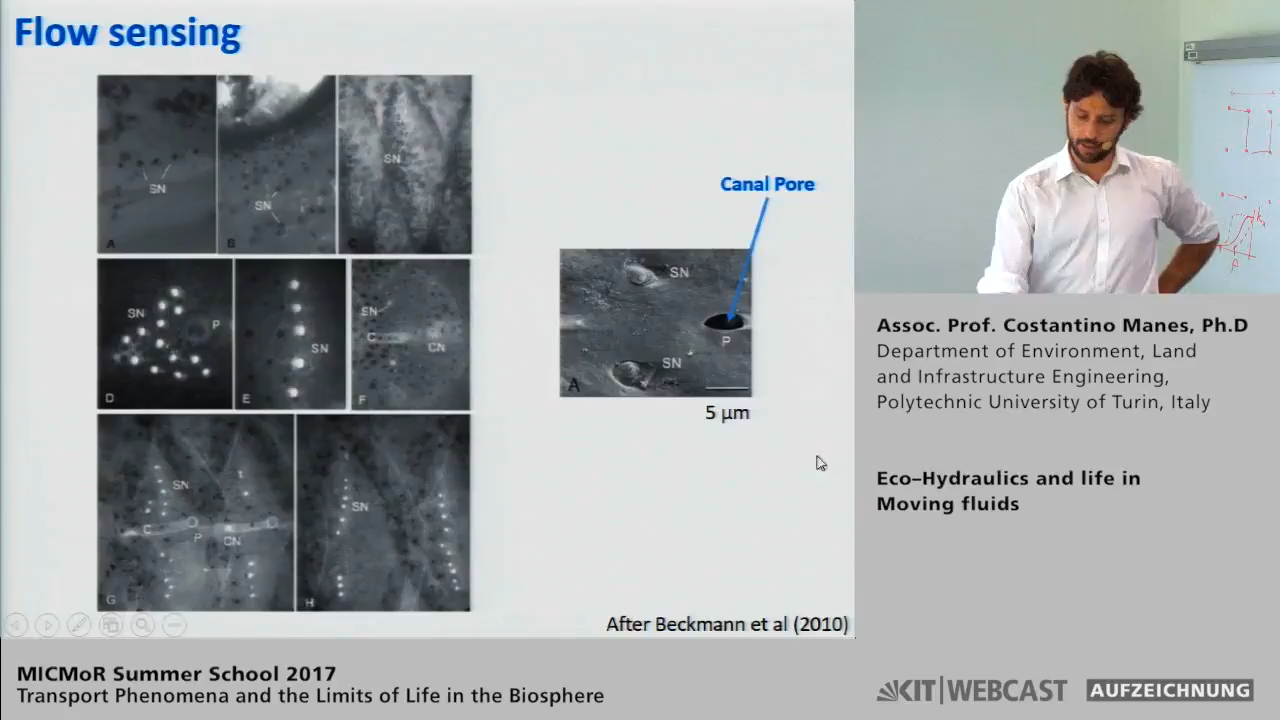 Flow sensing
SN
A
SN
B
SN
C
SN
P
D
SN
E
SN
C
CN
F
SN
C
P
CN
G
SN
H
Canal Pore
SN
P
SN
A
5 μm
After Beckmann et al (2010)
Assoc. Prof. Costantino Manes, Ph.D
Department of Environment, Land
and Infrastructure Engineering,
Polytechnic University of Turin, Italy
Eco–Hydraulics and life in
Moving fluids
MICMoR Summer School 2017
Transport Phenomena and the Limits of Life in the Biosphere
KIT|WEBCAST AUFZEICHNUNG